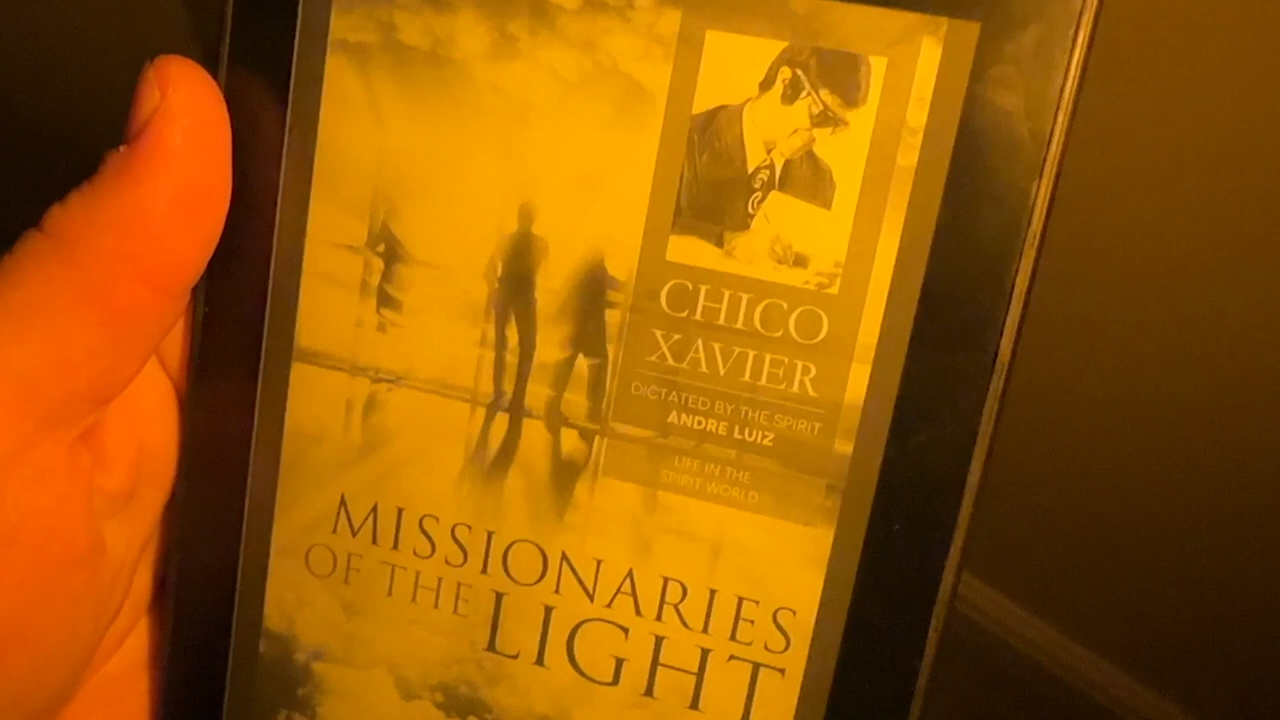 CHICO
XAVIER
DICTATED BY THE SPIRIT
ANDRE LUIZ
LIFE IN THE
SPIRIT WORLD
MISSIONARIES
OF THE LIGHT